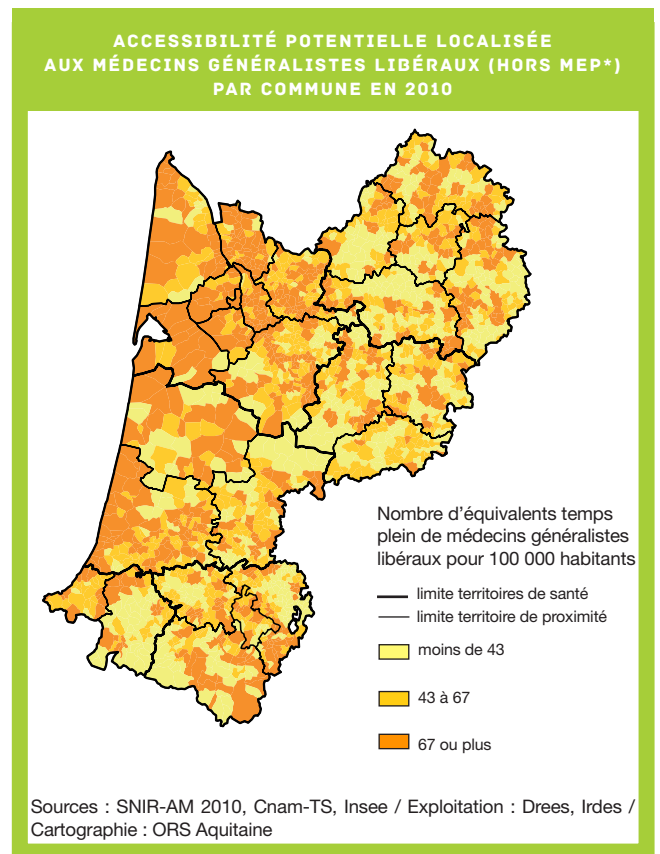 ACCESSIBILITÉ POTENTIELLE LOCALISÉE
AUX MÉDECINS GÉNÉRALISTES LIBÉRAUX (HORS MEP*)
PAR COMMUNE EN 2010
Nombre d'équivalents temps
plein de médecins généralistes
libéraux pour 100 000 habitants
limite territoires de santé
limite territoire de proximité
moins de 43
43 à 67
67 ou plus
Sources : SNIR-AM 2010, Cnam-TS, Insee / Exploitation : Drees, Irdes /
Cartographie : ORS Aquitaine